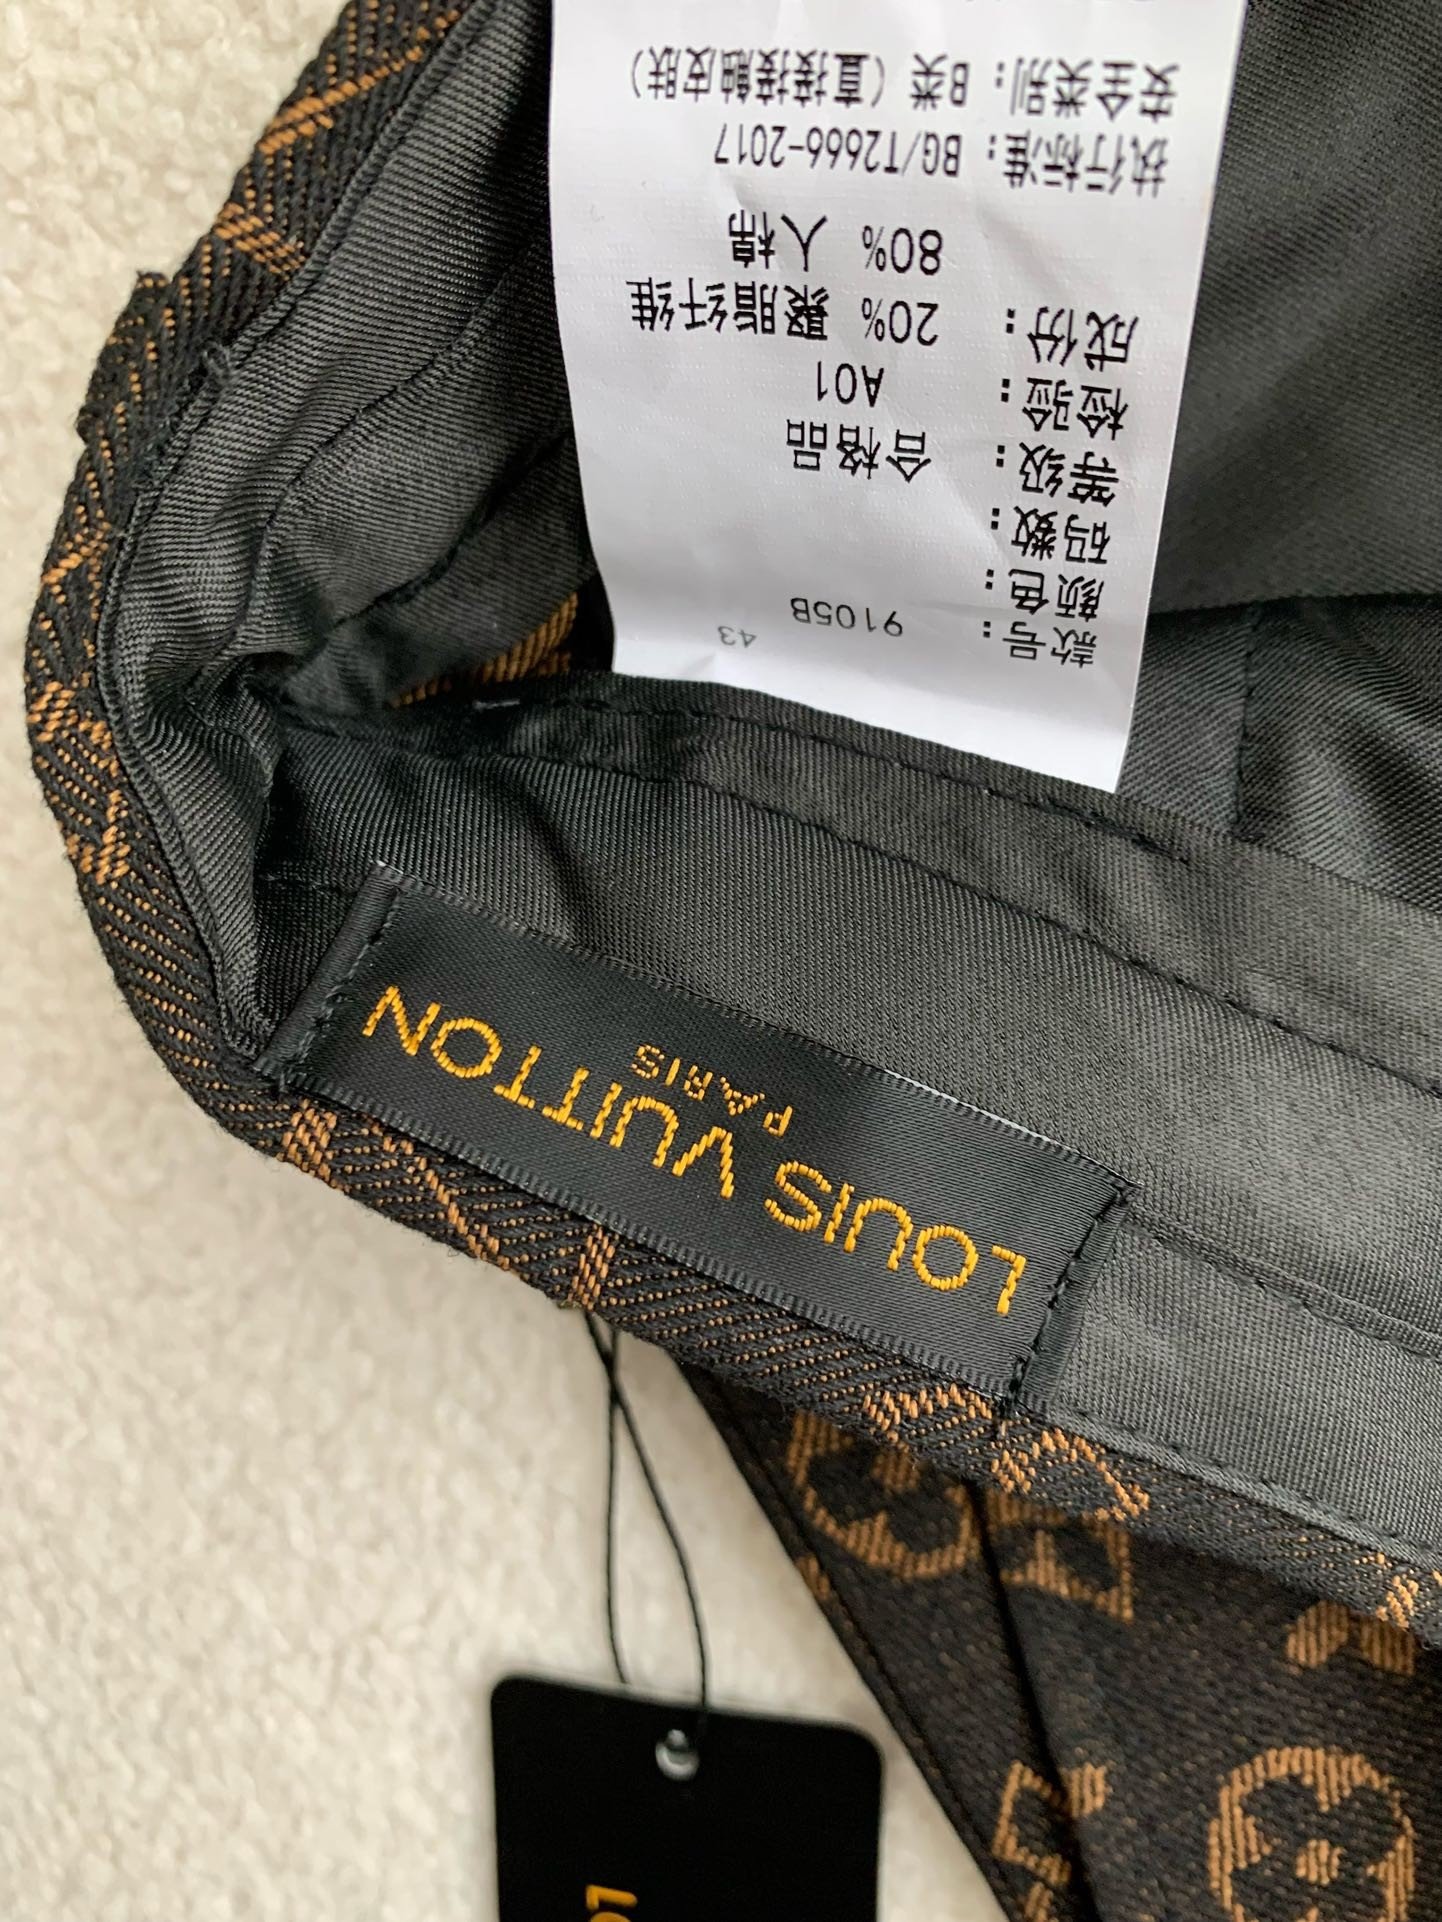 款号： 9105B
颜色： 43
码数：
等级： 合格品
检验： A01
成份： 20% 聚脂纤维
80% 人棉
执行标准： BG/T2666-2017
安全类别： B类（直接接触皮肤）
LOUIS VUITTON
PARIS